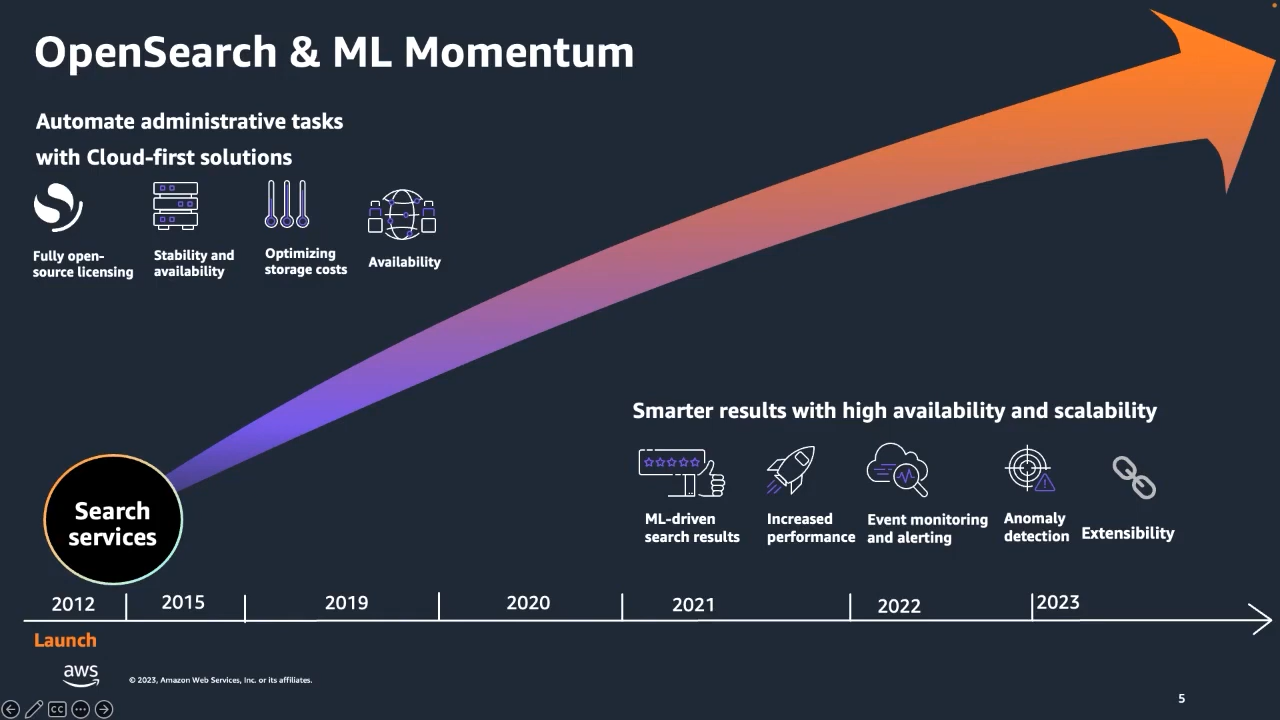 OpenSearch & ML Momentum
Automate administrative tasks
with Cloud-first solutions
Fully open-
source licensing
Stability and
availability
Optimizing
storage costs
Availability
Smarter results with high availability and scalability
ML-driven
search results
Increased
performance
Event monitoring
and alerting
Anomaly
detection
Extensibility
Search
services
2012
2015
2019
2020
2021
2022
2023
Launch
aws
© 2023, Amazon Web Services, Inc. or its affiliates.
5
CC